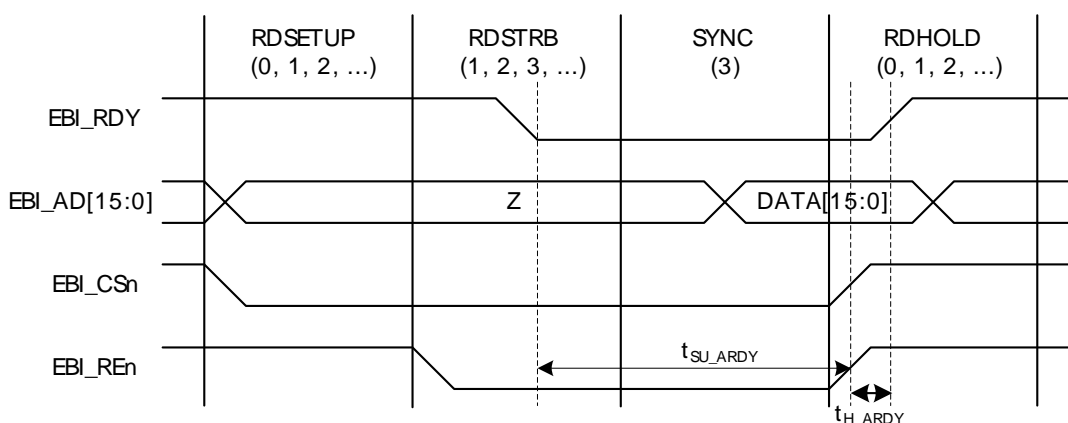 RDSETUP RDSTRB SYNC RDHOLD
(0, 1, 2, ...) (1, 2, 3, ...) (3) (0, 1, 2, ...)
EBI_RDY
EBI_AD[15:0] Z DATA[15:0]
EBI_CSn
EBI_REn tSU_ARDY
tH_ARDY